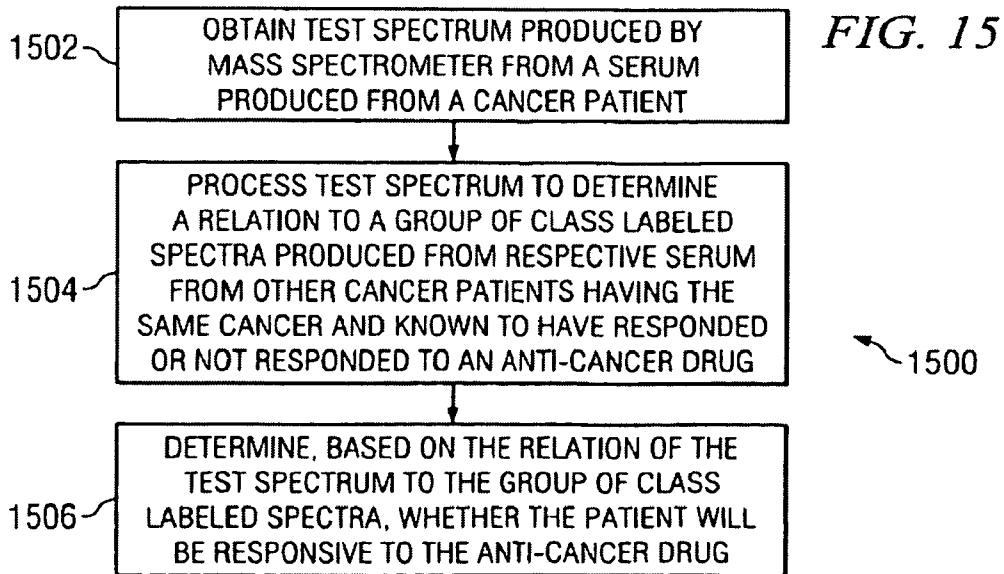 FIG. 15
1502
OBTAIN TEST SPECTRUM PRODUCED BY
MASS SPECTROMETER FROM A SERUM
PRODUCED FROM A CANCER PATIENT
1504
PROCESS TEST SPECTRUM TO DETERMINE
A RELATION TO A GROUP OF CLASS LABELED
SPECTRA PRODUCED FROM RESPECTIVE SERUM
FROM OTHER CANCER PATIENTS HAVING THE
SAME CANCER AND KNOWN TO HAVE RESPONDED
OR NOT RESPONDED TO AN ANTI-CANCER DRUG
1500
1506
DETERMINE, BASED ON THE RELATION OF THE
TEST SPECTRUM TO THE GROUP OF CLASS
LABELED SPECTRA, WHETHER THE PATIENT WILL
BE RESPONSIVE TO THE ANTI-CANCER DRUG